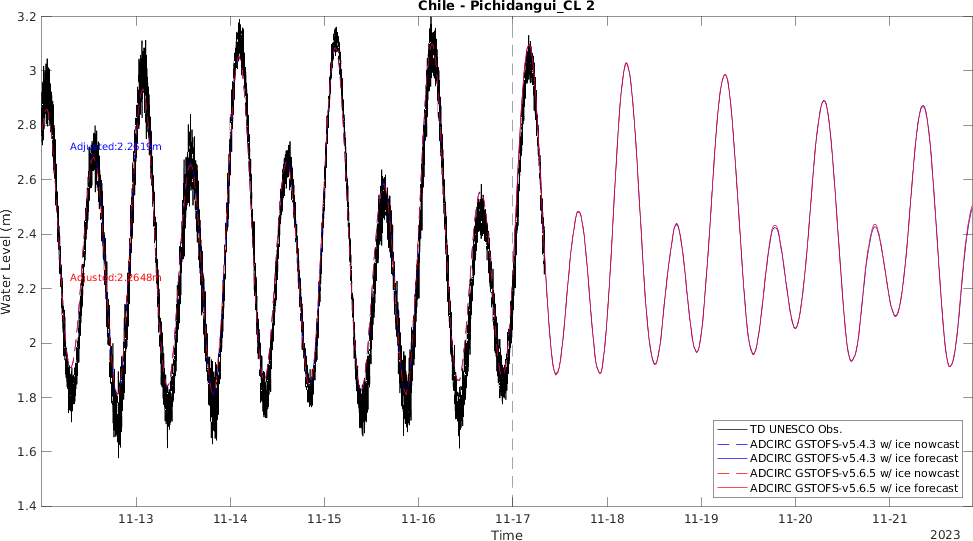 Chile - Pichidangui_CL 2
3.2
3
2.8
2.6
2.4
2.2
2
1.8
1.6
1.4
Water Level (m)
Adjusted:2.2619m
Adjusted:2.2648m
TD UNESCO Obs.
ADCIRC GSTOFS-v5.4.3 w/ ice nowcast
ADCIRC GSTOFS-v5.4.3 w/ ice forecast
ADCIRC GSTOFS-v5.6.5 w/ ice nowcast
ADCIRC GSTOFS-v5.6.5 w/ ice forecast
11-13 11-14 11-15 11-16 11-17 11-18 11-19 11-20 11-21
Time
2023